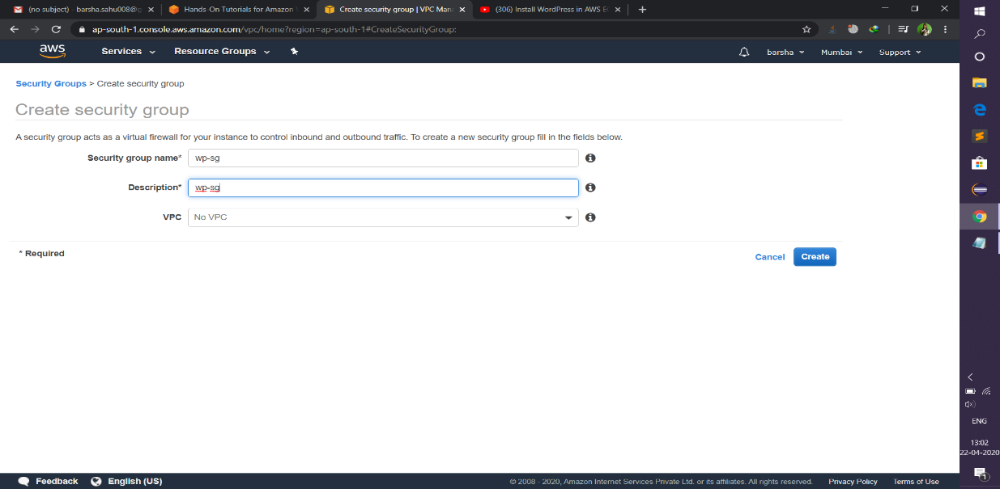 (no subject) - barsha.sahu008@g
Hands-On Tutorials for Amazon
Create security group | VPC Man
(306) Install WordPress in AWS E
ap-south-1.console.aws.amazon.com/vpc/home?region=ap-south-1#CreateSecurityGroup:
aws Services Resource Groups barsha Mumbai Support
Security Groups > Create security group
Create security group
A security group acts as a virtual firewall for your instance to control inbound and outbound traffic. To create a new security group fill in the fields below.
Security group name* wp-sg
Description* wp-sg
VPC No VPC
* Required
Cancel Create
ENG
13:02
22-04-2020
1
Feedback English (US) © 2008 - 2020, Amazon Internet Services Private Ltd. or its affiliates. All rights reserved. Privacy Policy Terms of Use